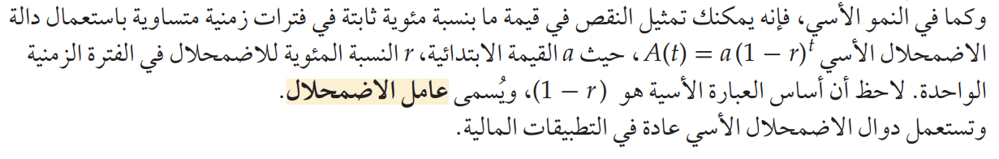 وكما في النمو الأسي، فإنه يمكنك تمثيل النقص في قيمة ما بنسبة مئوية ثابتة في فترات زمنية متساوية باستعمال دالة
الاضمحلال الأسي A(t) = a(1 − r)^t ، حيث a القيمة الابتدائية، r النسبة المئوية للاضمحلال في الفترة الزمنية
الواحدة. لاحظ أن أساس العبارة الأسية هو (1 − r)، ويُسمى عامل الاضمحلال.
وتستعمل دوال الاضمحلال الأسي عادة في التطبيقات المالية.